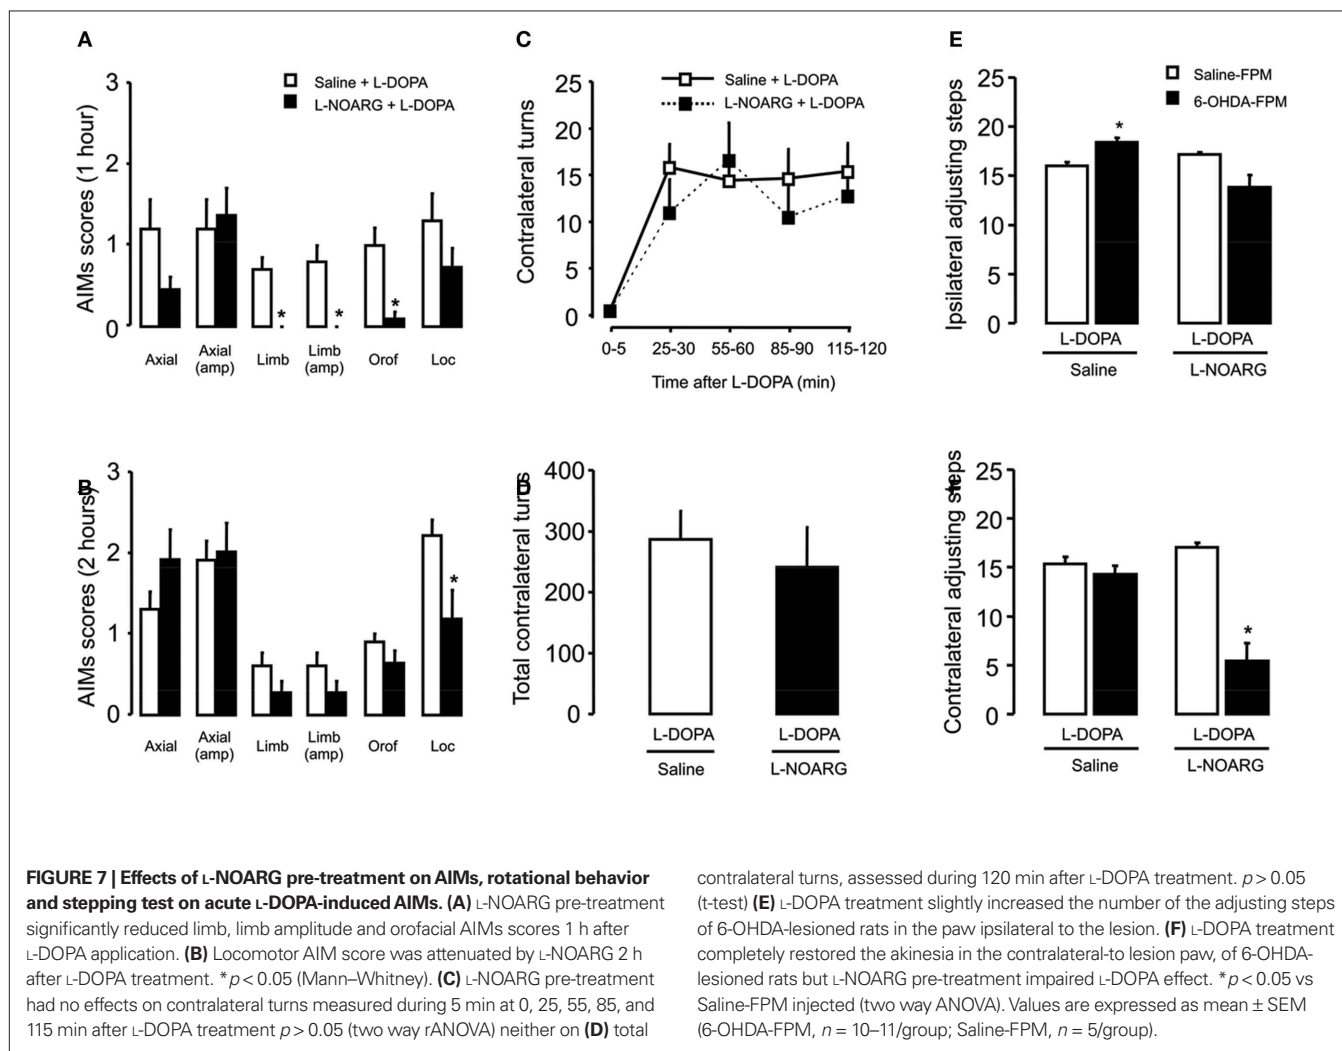 A
AIMs scores (1 hour)
3
2
1
0
Saline + L-DOPA
L-NOARG + L-DOPA
* * *
Axial Axial (amp) Limb Limb (amp) Orof Loc
C
Contralateral turns
25
20
15
10
5
0
Saline + L-DOPA
L-NOARG + L-DOPA
0-5 25-30 55-60 85-90 115-120
Time after L-DOPA (min)
E
Ipsilateral adjusting steps
25
20
15
10
5
0
Saline-FPM
6-OHDA-FPM
*
L-DOPA L-DOPA
Saline L-NOARG
B
AIMs scores (2 hours)
3
2
1
0
*
Axial Axial (amp) Limb Limb (amp) Orof Loc
D
Total contralateral turns
400
300
200
100
0
L-DOPA L-DOPA
Saline L-NOARG
F
Contralateral adjusting steps
25
20
15
10
5
0
*
L-DOPA L-DOPA
Saline L-NOARG
FIGURE 7 | Effects of L-NOARG pre-treatment on AIMs, rotational behavior
and stepping test on acute L-DOPA-induced AIMs. (A) L-NOARG pre-treatment
significantly reduced limb, limb amplitude and orofacial AIMs scores 1 h after
L-DOPA application. (B) Locomotor AIM score was attenuated by L-NOARG 2 h
after L-DOPA treatment. *p < 0.05 (Mann–Whitney). (C) L-NOARG pre-treatment
had no effects on contralateral turns measured during 5 min at 0, 25, 55, 85, and
115 min after L-DOPA treatment p > 0.05 (two way rANOVA) neither on (D) total
contralateral turns, assessed during 120 min after L-DOPA treatment. p > 0.05
(t-test) (E) L-DOPA treatment slightly increased the number of the adjusting steps
of 6-OHDA-lesioned rats in the paw ipsilateral to the lesion. (F) L-DOPA treatment
completely restored the akinesia in the contralateral-to lesion paw, of 6-OHDA-
lesioned rats but L-NOARG pre-treatment impaired L-DOPA effect. *p < 0.05 vs
Saline-FPM injected (two way ANOVA). Values are expressed as mean ± SEM
(6-OHDA-FPM, n = 10–11/group; Saline-FPM, n = 5/group).